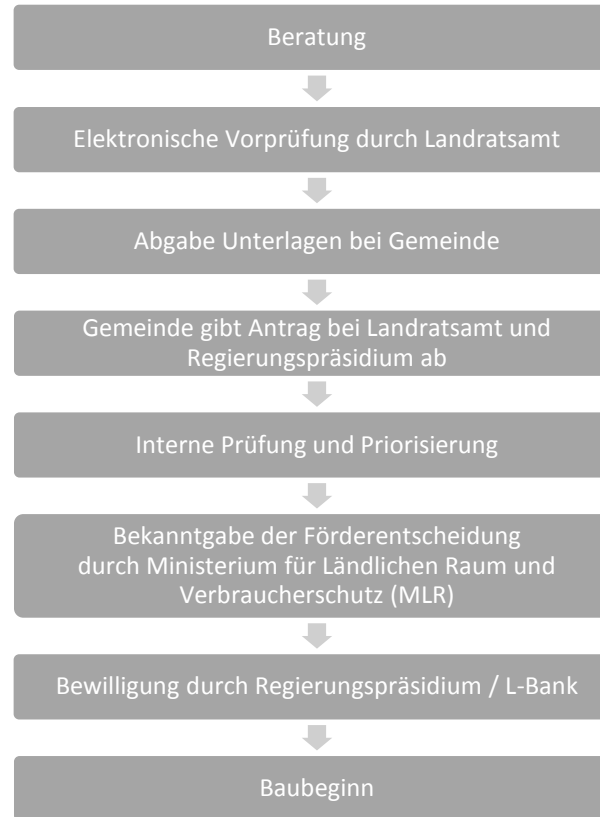 Beratung
Elektronische Vorprüfung durch Landratsamt
Abgabe Unterlagen bei Gemeinde
Gemeinde gibt Antrag bei Landratsamt und
Regierungspräsidium ab
Interne Prüfung und Priorisierung
Bekanntgabe der Förderentscheidung
durch Ministerium für Ländlichen Raum und
Verbraucherschutz (MLR)
Bewilligung durch Regierungspräsidium / L-Bank
Baubeginn